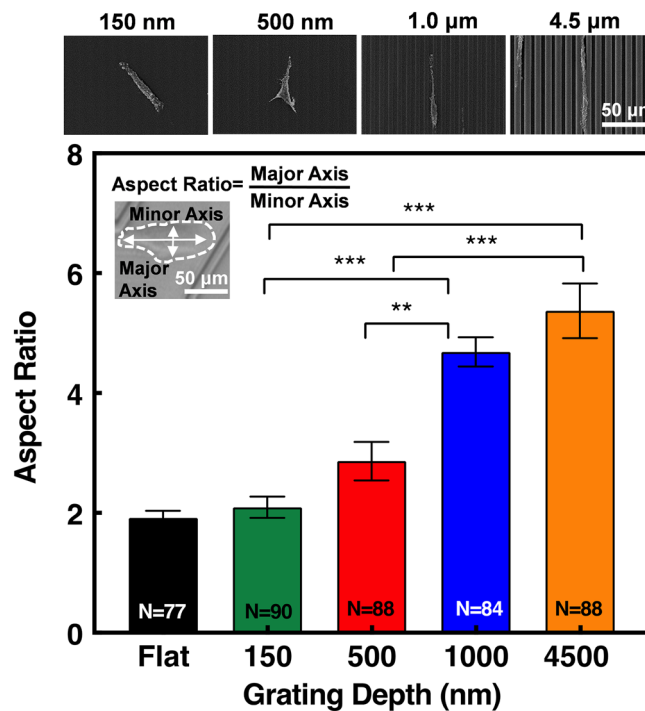 150 nm 500 nm 1.0 µm 4.5 µm
50 µm
8
6
4
2
0
Aspect Ratio
Aspect Ratio= Major Axis
Minor Axis
Minor Axis
Major
Axis
50 µm
***
***
***
**
N=77 N=90 N=88 N=84 N=88
Flat 150 500 1000 4500
Grating Depth (nm)